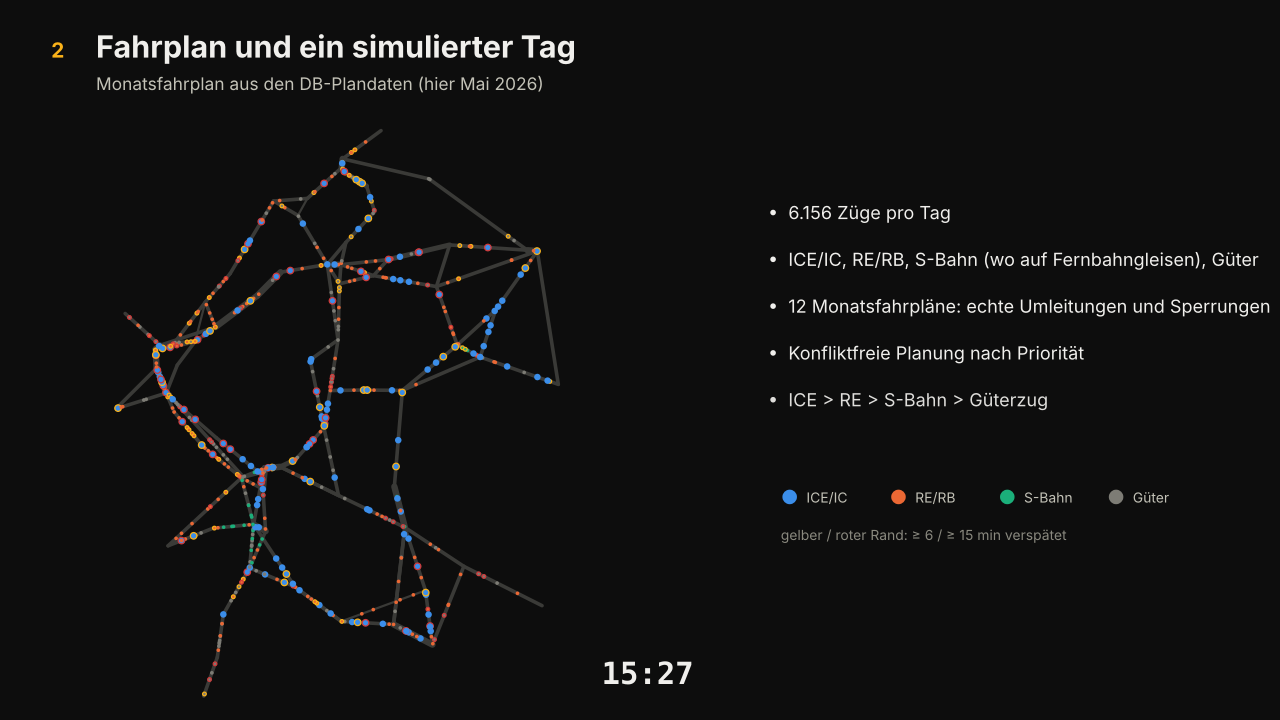 2
Fahrplan und ein simulierter Tag
Monatsfahrplan aus den DB-Plandaten (hier Mai 2026)
• 6.156 Züge pro Tag
• ICE/IC, RE/RB, S-Bahn (wo auf Fernbahngleisen), Güter
• 12 Monatsfahrpläne: echte Umleitungen und Sperrungen
• Konfliktfreie Planung nach Priorität
• ICE > RE > S-Bahn > Güterzug
ICE/IC RE/RB S-Bahn Güter
gelber / roter Rand: ≥ 6 / ≥ 15 min verspätet
15:27